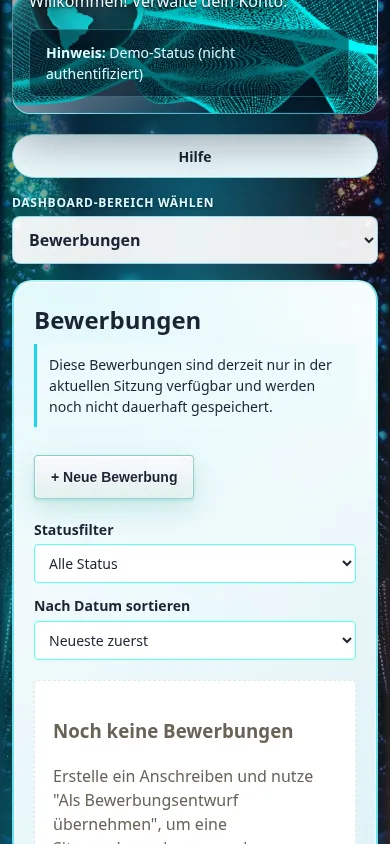 Willkommen! Verwalte dein Konto.
Hinweis: Demo-Status (nicht
authentifiziert)
Hilfe
DASHBOARD-BEREICH WÄHLEN
Bewerbungen
Bewerbungen
Diese Bewerbungen sind derzeit nur in der
aktuellen Sitzung verfügbar und werden
noch nicht dauerhaft gespeichert.
+ Neue Bewerbung
Statusfilter
Alle Status
Nach Datum sortieren
Neueste zuerst
Noch keine Bewerbungen
Erstelle ein Anschreiben und nutze
"Als Bewerbungsentwurf
übernehmen", um eine